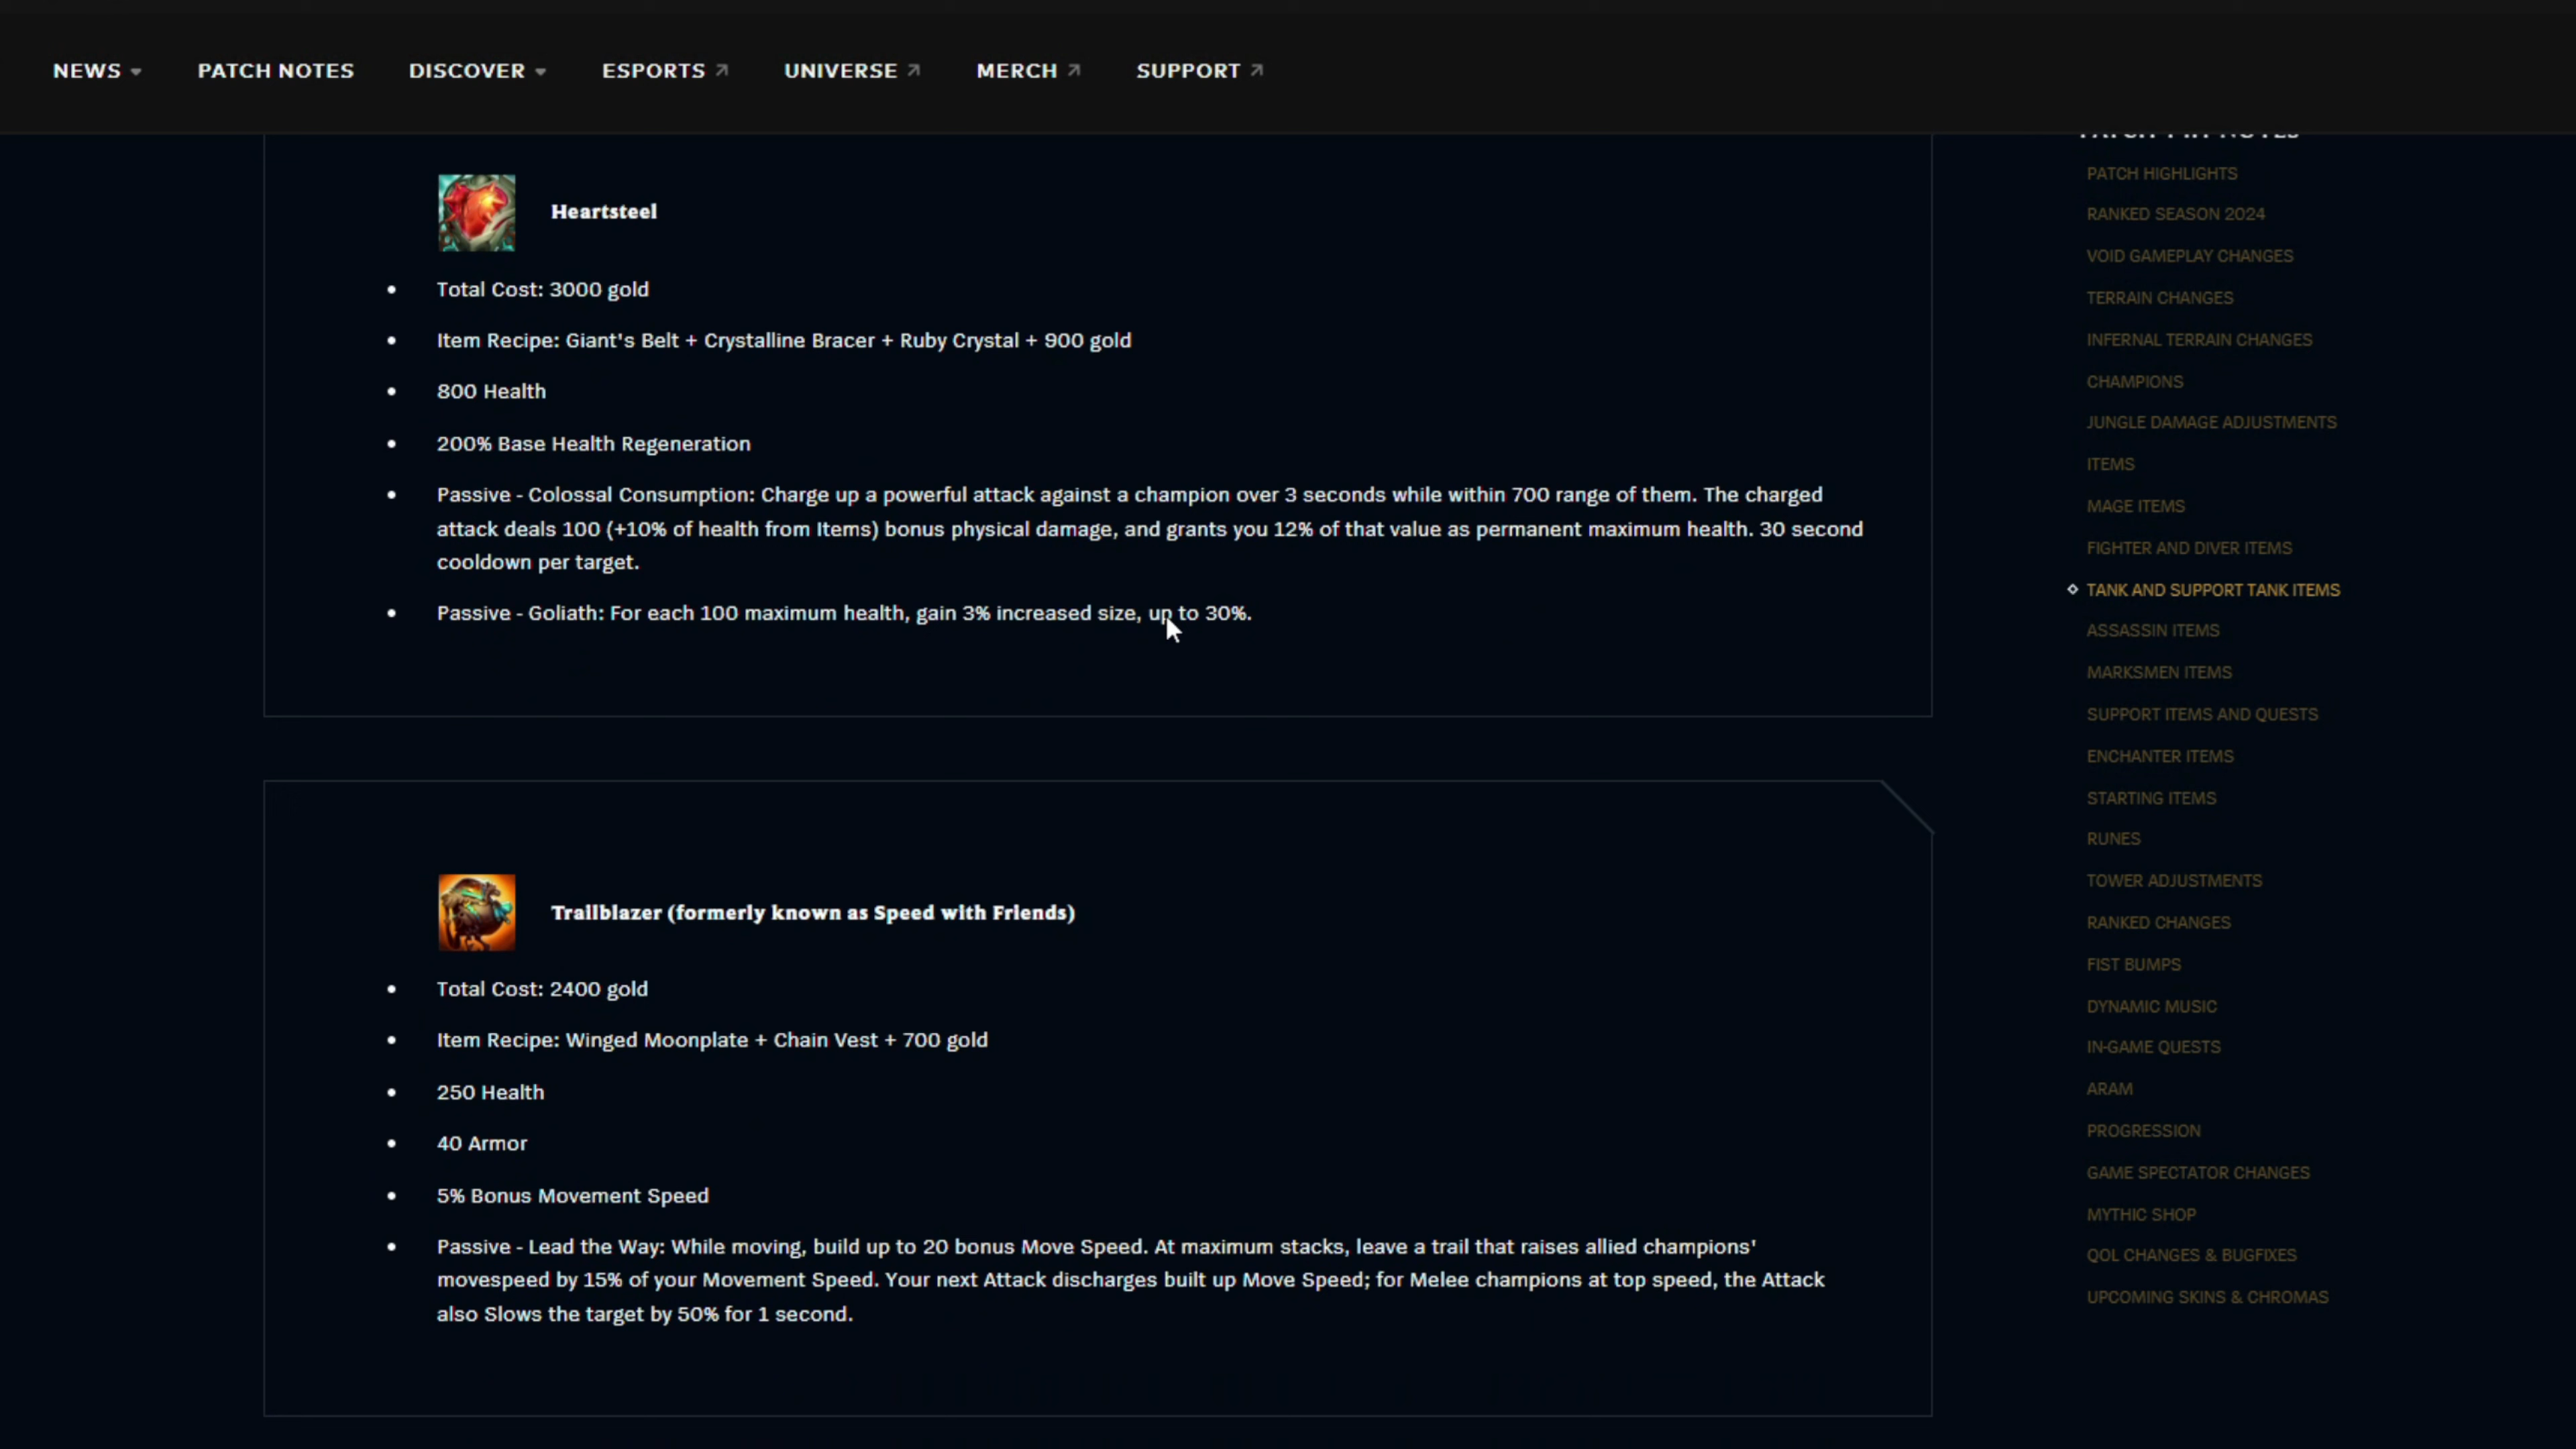 NEWS
PATCH NOTES
DISCOVER
ESPORTS
UNIVERSE
MERCH
SUPPORT
Heartsteel
• Total Cost: 3000 gold
• Item Recipe: Giant's Belt + Crystalline Bracer + Ruby Crystal + 900 gold
• 800 Health
• 200% Base Health Regeneration
• Passive - Colossal Consumption: Charge up a powerful attack against a champion over 3 seconds while within 700 range of them. The charged
attack deals 100 (+10% of health from Items) bonus physical damage, and grants you 12% of that value as permanent maximum health. 30 second
cooldown per target.
• Passive - Goliath: For each 100 maximum health, gain 3% increased size, up to 30%.
Trailblazer (formerly known as Speed with Friends)
• Total Cost: 2400 gold
• Item Recipe: Winged Moonplate + Chain Vest + 700 gold
• 250 Health
• 40 Armor
• 5% Bonus Movement Speed
• Passive - Lead the Way: While moving, build up to 20 bonus Move Speed. At maximum stacks, leave a trail that raises allied champions'
movespeed by 15% of your Movement Speed. Your next Attack discharges built up Move Speed; for Melee champions at top speed, the Attack
also Slows the target by 50% for 1 second.
PATCH HIGHLIGHTS
RANKED SEASON 2024
VOID GAMEPLAY CHANGES
TERRAIN CHANGES
INFERNAL TERRAIN CHANGES
CHAMPIONS
JUNGLE DAMAGE ADJUSTMENTS
ITEMS
MAGE ITEMS
FIGHTER AND DIVER ITEMS
TANK AND SUPPORT TANK ITEMS
ASSASSIN ITEMS
MARKSMEN ITEMS
SUPPORT ITEMS AND QUESTS
ENCHANTER ITEMS
STARTING ITEMS
RUNES
TOWER ADJUSTMENTS
RANKED CHANGES
FIST BUMPS
DYNAMIC MUSIC
IN-GAME QUESTS
ARAM
PROGRESSION
GAME SPECTATOR CHANGES
MYTHIC SHOP
QOL CHANGES & BUGFIXES
UPCOMING SKINS & CHROMAS